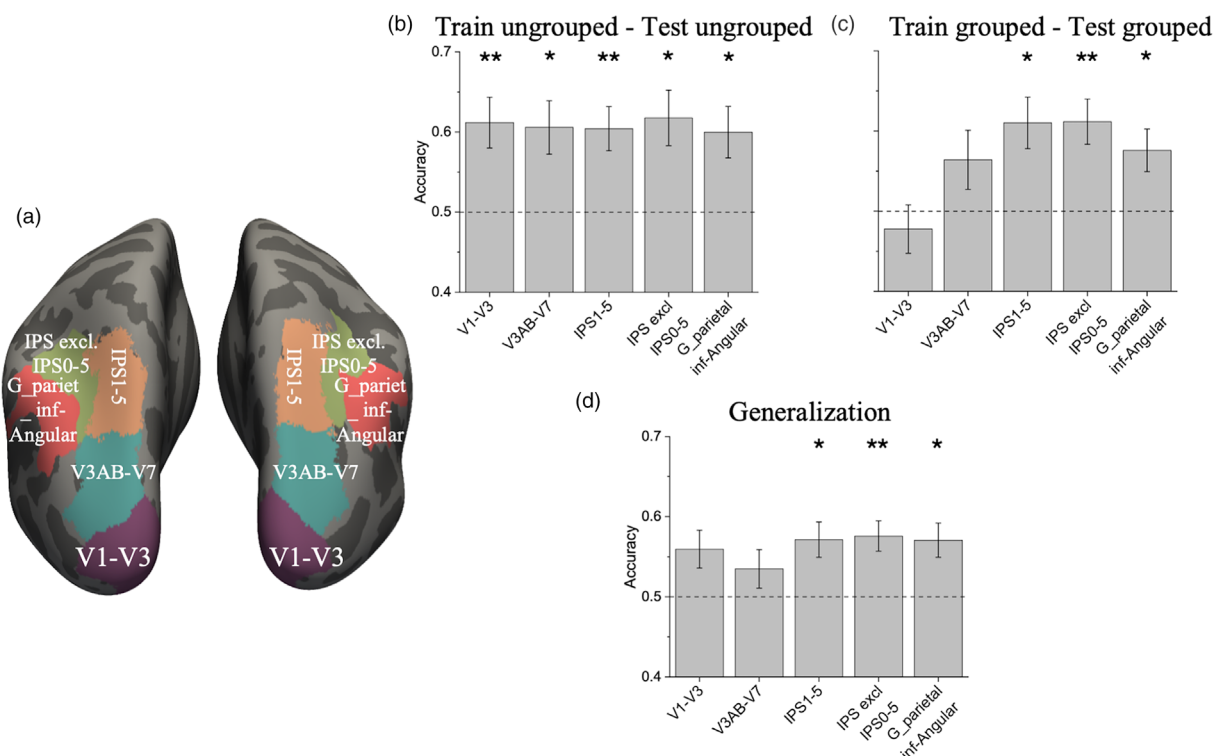 (b) Train ungrouped - Test ungrouped
0.7
** * ** * *
0.6
Accuracy
0.5
0.4
V1-V3
V3AB-V7
IPS1-5
IPS excl
IPS0-5
G_parietal
inf-Angular
(c) Train grouped - Test grouped
* ** *
V1-V3
V3AB-V7
IPS1-5
IPS excl
IPS0-5
G_parietal
inf-Angular
(a)
IPS excl.
IPS0-5
G_pariet
_ inf-
Angular
IPS1-5
V3AB-V7
V1-V3
IPS excl.
IPS0-5
G_pariet
_ inf-
Angular
IPS1-5
V3AB-V7
V1-V3
(d) Generalization
0.7
* ** *
0.6
Accuracy
0.5
0.4
V1-V3
V3AB-V7
IPS1-5
IPS excl
IPS0-5
G_parietal
inf-Angular